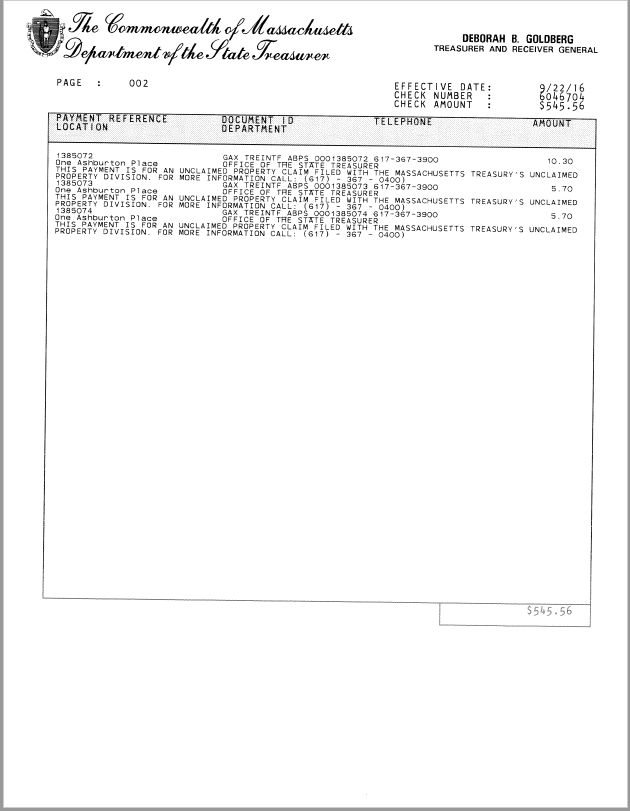 The Commonwealth of Massachusetts
Department of the State Treasurer
DEBORAH B. GOLDBERG
TREASURER AND RECEIVER GENERAL
PAGE : 002
EFFECTIVE DATE: 9/22/16
CHECK NUMBER : 6046704
CHECK AMOUNT : $545.56
PAYMENT REFERENCE DOCUMENT ID TELEPHONE AMOUNT
LOCATION DEPARTMENT
1385072 GAX TREINTF ABPS 0001385072 617-367-3900 10.30
One Ashburton Place OFFICE OF THE STATE TREASURER
THIS PAYMENT IS FOR AN UNCLAIMED PROPERTY CLAIM FILED WITH THE MASSACHUSETTS TREASURY'S UNCLAIMED
PROPERTY DIVISION. FOR MORE INFORMATION CALL: (617) - 367 - 0400)
1385073 GAX TREINTF ABPS 0001385073 617-367-3900 5.70
One Ashburton Place OFFICE OF THE STATE TREASURER
THIS PAYMENT IS FOR AN UNCLAIMED PROPERTY CLAIM FILED WITH THE MASSACHUSETTS TREASURY'S UNCLAIMED
PROPERTY DIVISION. FOR MORE INFORMATION CALL: (617) - 367 - 0400)
1385074 GAX TREINTF ABPS 0001385074 617-367-3900 5.70
One Ashburton Place OFFICE OF THE STATE TREASURER
THIS PAYMENT IS FOR AN UNCLAIMED PROPERTY CLAIM FILED WITH THE MASSACHUSETTS TREASURY'S UNCLAIMED
PROPERTY DIVISION. FOR MORE INFORMATION CALL: (617) - 367 - 0400)
$545.56